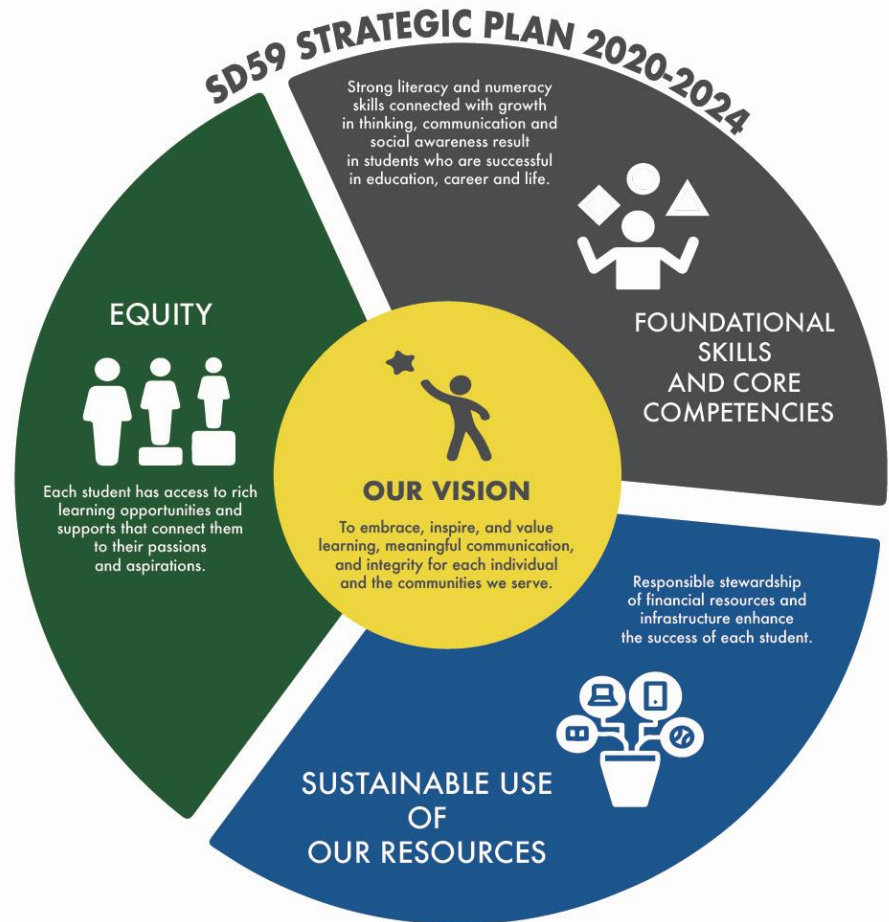 SD59 STRATEGIC PLAN 2020-2024
Strong literacy and numeracy
skills connected with growth
in thinking, communication and
social awareness result
in students who are successful
in education, career and life.
FOUNDATIONAL
SKILLS
AND CORE
COMPETENCIES
EQUITY
Each student has access to rich
learning opportunities and
supports that connect them
to their passions
and aspirations.
OUR VISION
To embrace, inspire, and value
learning, meaningful communication,
and integrity for each individual
and the communities we serve.
Responsible stewardship
of financial resources and
infrastructure enhance
the success of each student.
SUSTAINABLE USE
OF
OUR RESOURCES